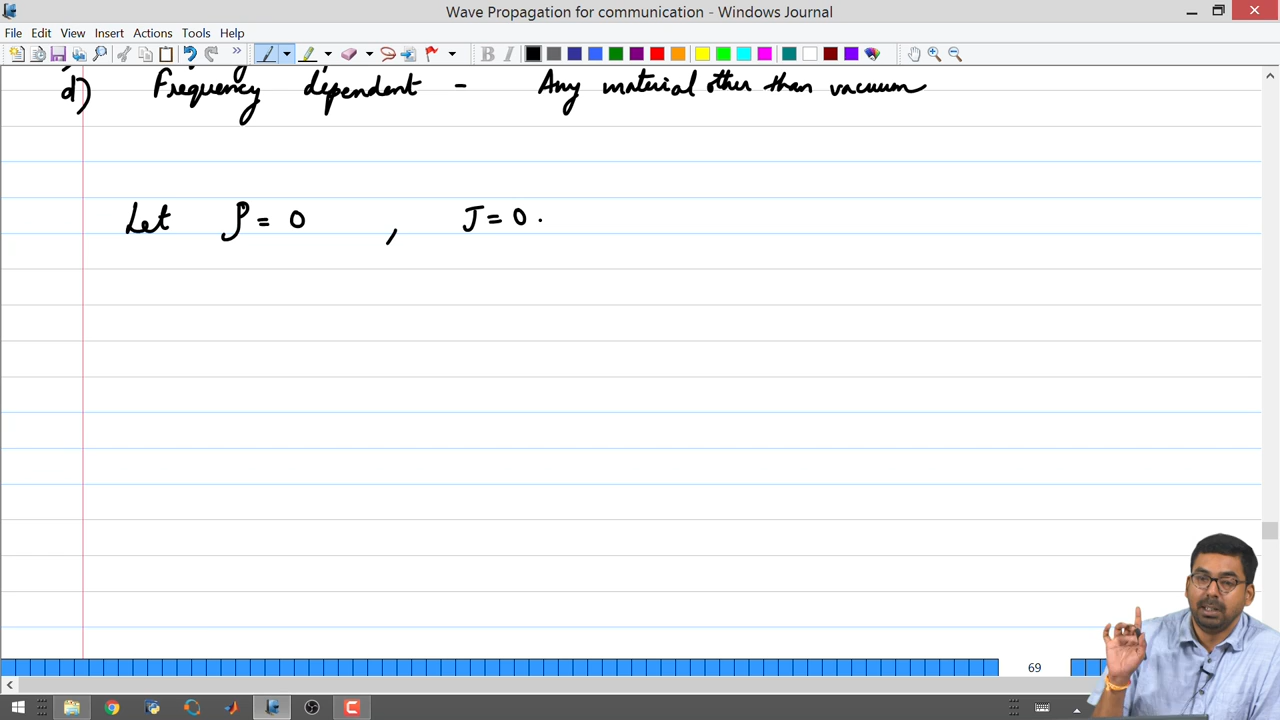 Wave Propagation for communication - Windows Journal
File Edit View Insert Actions Tools Help
d) Frequency dependent - Any material other than vacuum
Let ρ = 0 , J = 0.
69